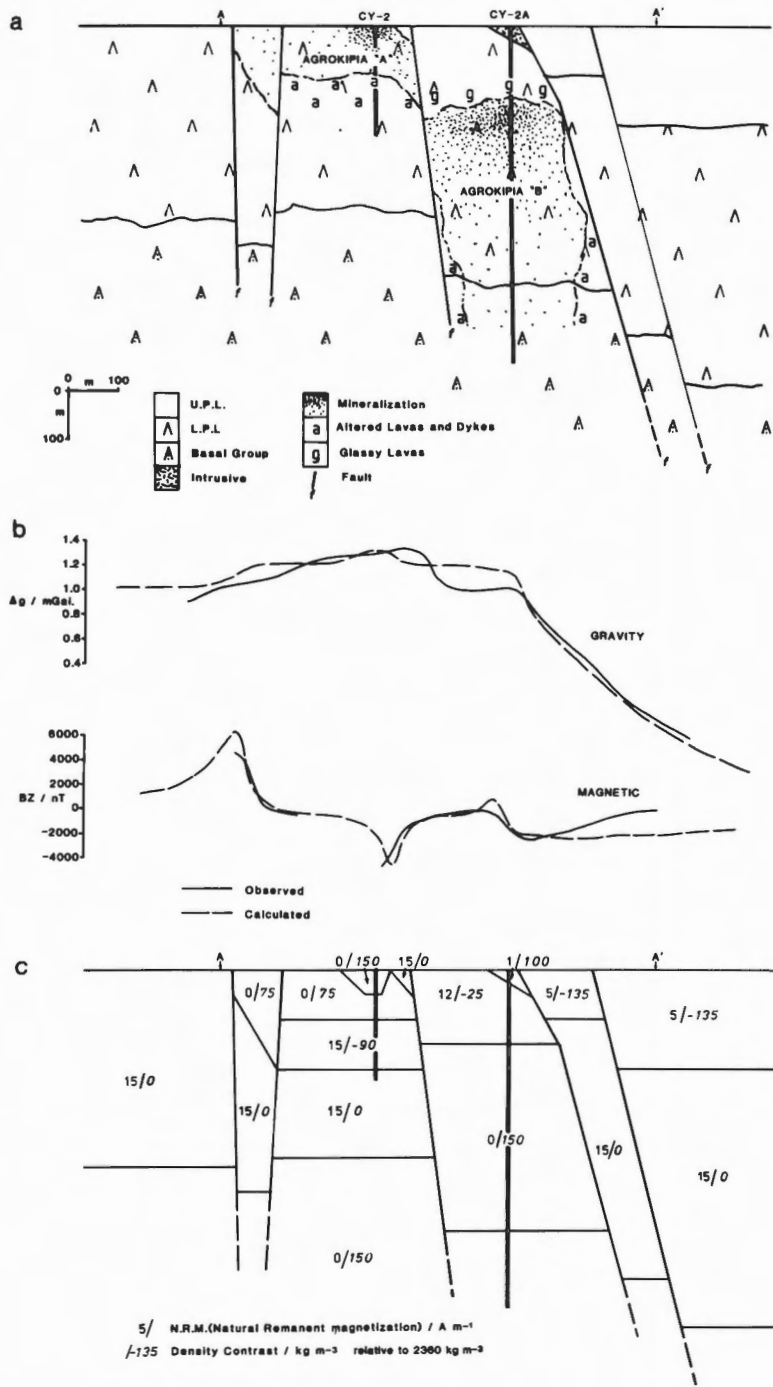 a
A CY-2 CY-2A A'
AGROKIPIA "A"
a a a a a a a
g g g g g
AGROKIPIA "B"
a a a a a
f f f f f
0 m 100
0
m
100
U.P.L.
L.P.L
Basal Group
Intrusive
Mineralization
a Altered Lavas and Dykes
g Glassy Lavas
f Fault
b
1.4
1.2
1.0
0.8
0.6
0.4
Δg / mGal.
GRAVITY
6000
4000
2000
0
-2000
-4000
BZ / nT
MAGNETIC
Observed
Calculated
c
A 0/150 15/0 1/100 A'
0/75 0/75 12/-25 5/-135 5/-135
15/-90
15/0 15/0 15/0 0/150 15/0 15/0
0/150
5/ N.R.M.(Natural Remanent magnetization) / A m⁻¹
/-135 Density Contrast / kg m⁻³ relative to 2360 kg m⁻³